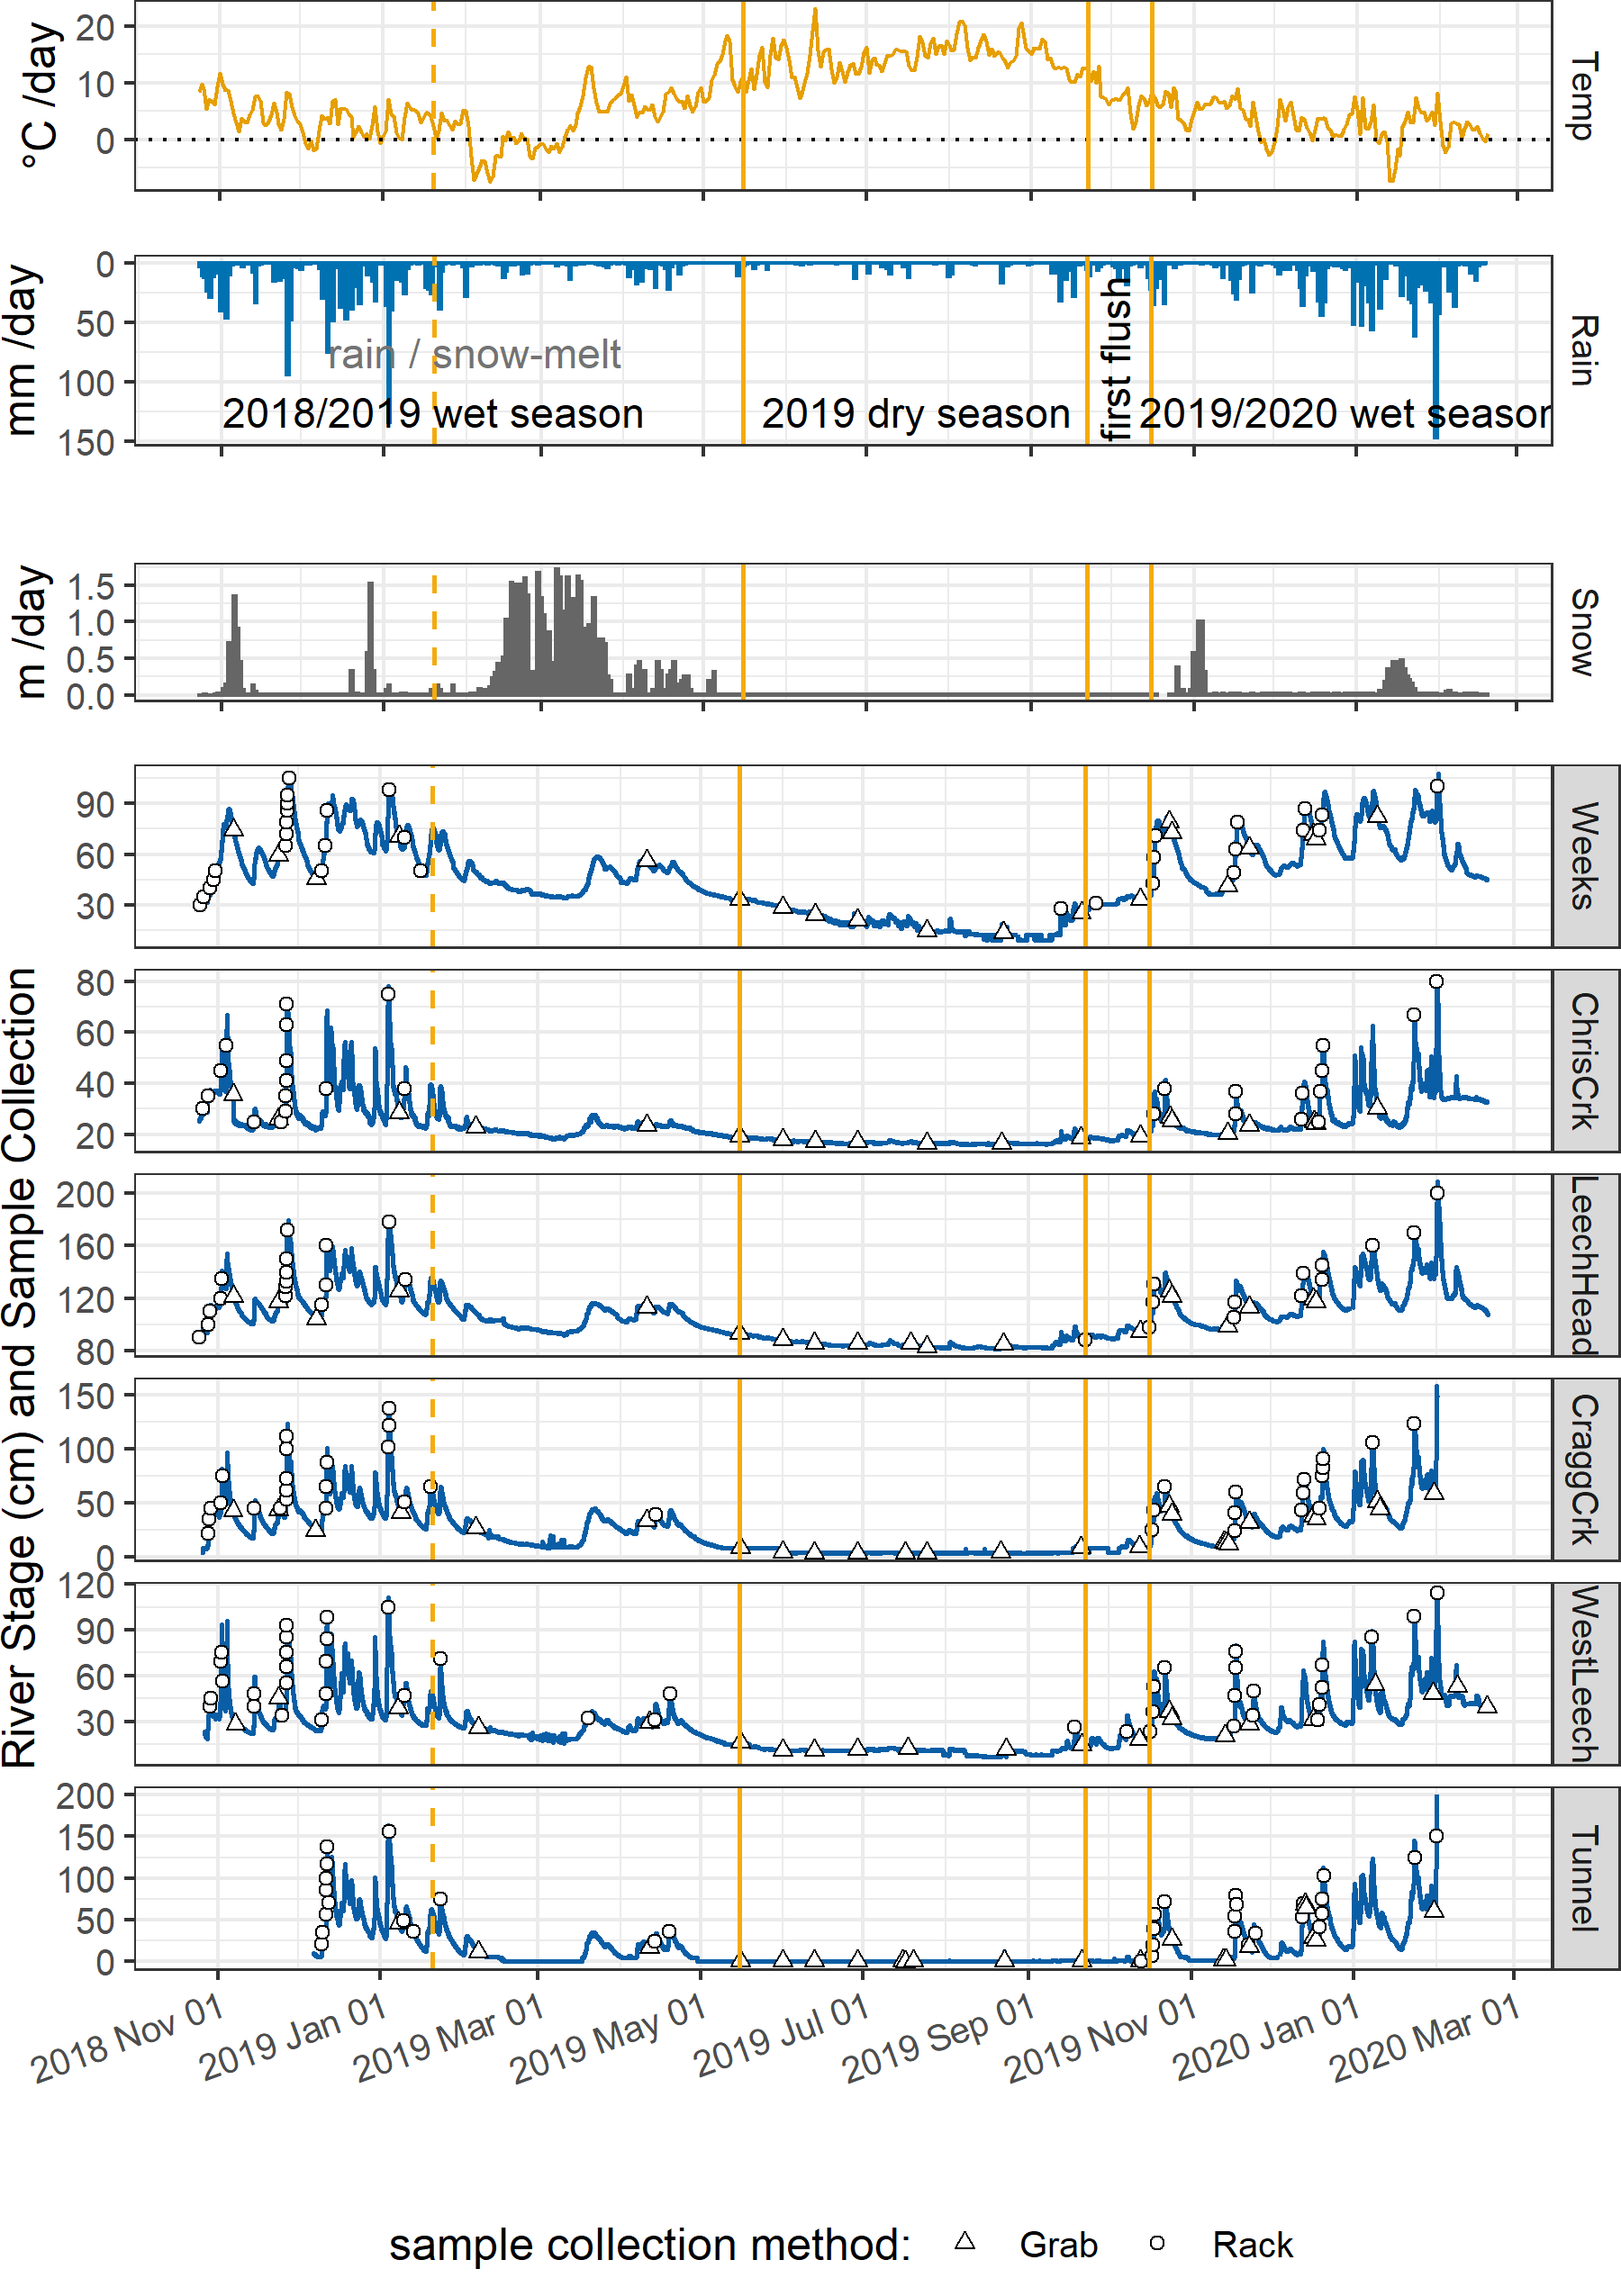 °C /day
20
10
0
Temp
mm /day
0
50
100
150
rain / snow-melt
2018/2019 wet season
2019 dry season
first flush
2019/2020 wet season
Rain
m /day
1.5
1.0
0.5
0.0
Snow
River Stage (cm) and Sample Collection
90
60
30
Weeks
80
60
40
20
ChrisCrk
200
160
120
80
LeechHead
150
100
50
0
CraggCrk
120
90
60
30
WestLeech
200
150
100
50
0
Tunnel
2018 Nov 01
2019 Jan 01
2019 Mar 01
2019 May 01
2019 Jul 01
2019 Sep 01
2019 Nov 01
2020 Jan 01
2020 Mar 01
sample collection method: Grab Rack